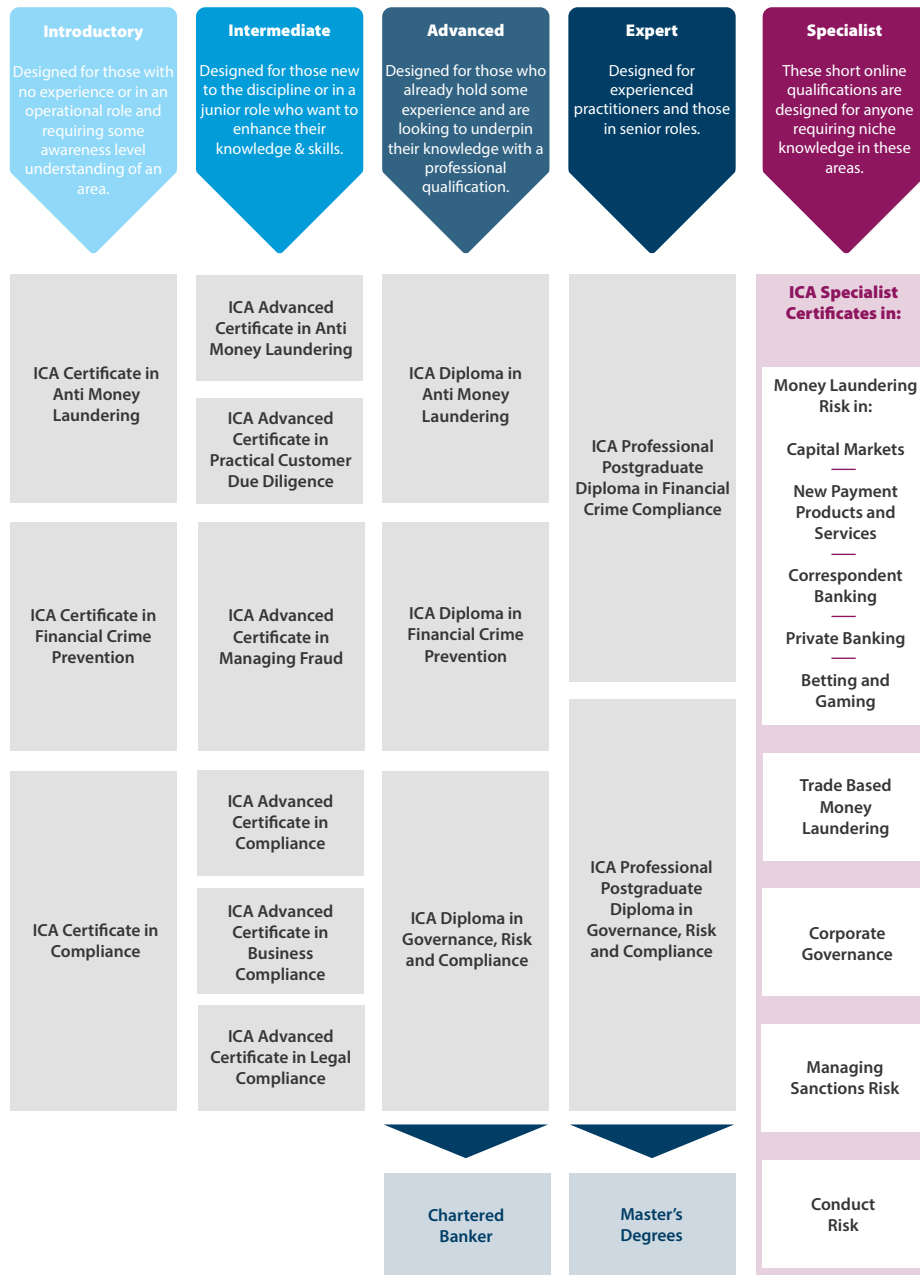 Introductory
Designed for those with
no experience or in an
operational role and
requiring some
awareness level
understanding of an
area.
Intermediate
Designed for those new
to the discipline or in a
junior role who want to
enhance their
knowledge & skills.
Advanced
Designed for those who
already hold some
experience and are
looking to underpin
their knowledge with a
professional
qualification.
Expert
Designed for
experienced
practitioners and those
in senior roles.
Specialist
These short online
qualifications are
designed for anyone
requiring niche
knowledge in these
areas.
ICA Certificate in
Anti Money
Laundering
ICA Certificate in
Financial Crime
Prevention
ICA Certificate in
Compliance
ICA Advanced
Certificate in Anti
Money Laundering
ICA Advanced
Certificate in
Practical Customer
Due Diligence
ICA Advanced
Certificate in
Managing Fraud
ICA Advanced
Certificate in
Compliance
ICA Advanced
Certificate in
Business
Compliance
ICA Advanced
Certificate in Legal
Compliance
ICA Diploma in
Anti Money
Laundering
ICA Diploma in
Financial Crime
Prevention
ICA Diploma in
Governance, Risk
and Compliance
Chartered
Banker
ICA Professional
Postgraduate
Diploma in Financial
Crime Compliance
ICA Professional
Postgraduate
Diploma in
Governance, Risk
and Compliance
Master's
Degrees
ICA Specialist
Certificates in:
Money Laundering
Risk in:
Capital Markets
New Payment
Products and
Services
Correspondent
Banking
Private Banking
Betting and
Gaming
Trade Based
Money
Laundering
Corporate
Governance
Managing
Sanctions Risk
Conduct
Risk